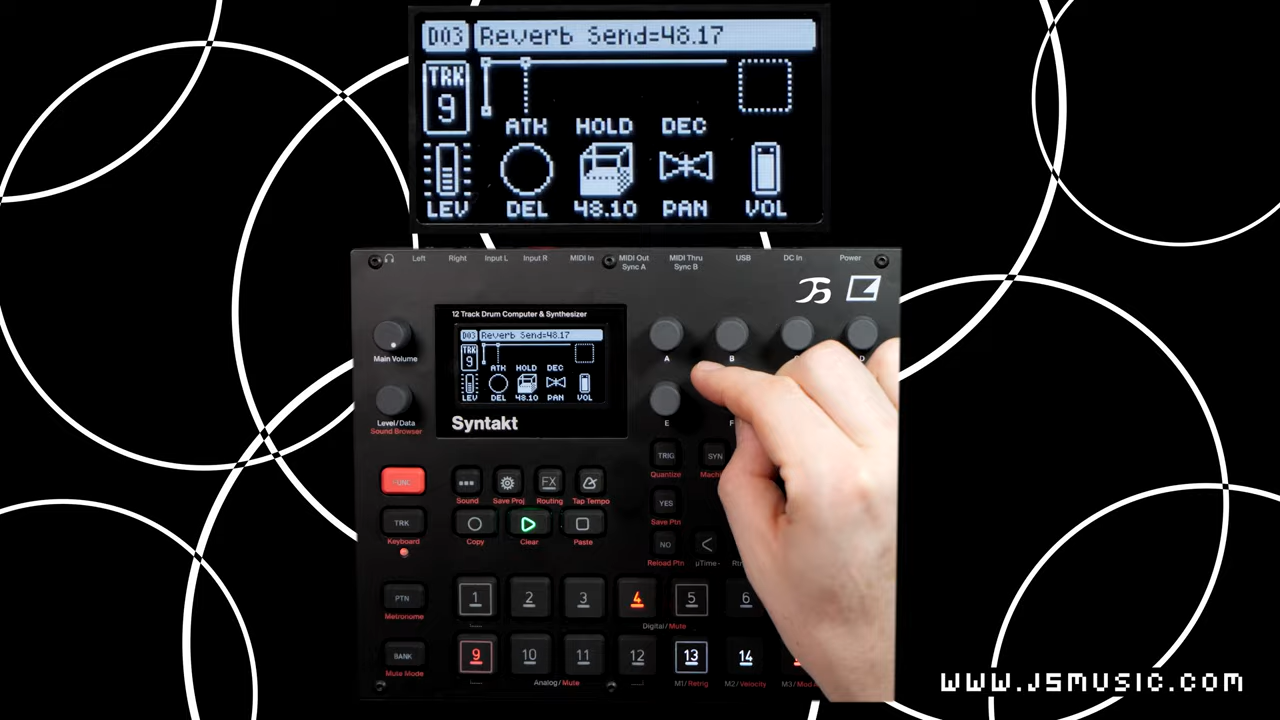 D03 Reverb Send=48.17
TRK
9
ATK HOLD DEC
LEV DEL 48.10 PAN VOL
Left Right Input L Input R MIDI In MIDI Out Sync A MIDI Thru Sync B USB DC In Power
JS
12 Track Drum Computer & Synthesizer
D03 Reverb Send=48.17
TRK
9
ATK HOLD DEC
LEV DEL 48.10 PAN VOL
Syntakt
Main Volume
Level/Data
Sound Browser
A B
E F
FUNC
TRIG SYN
Quantize
FX
Sound Save Proj Routing Tap Tempo
YES
Save Ptn
TRK
Keyboard
Copy Clear Paste
NO
Reload Ptn µTime-
PTN
Metronome
1 2 3 4 5 6
Digital/Mute
BANK
Mute Mode
9 10 11 12 13 14
Analog/Mute M1/Retrig M2/Velocity
www.jsmusic.com